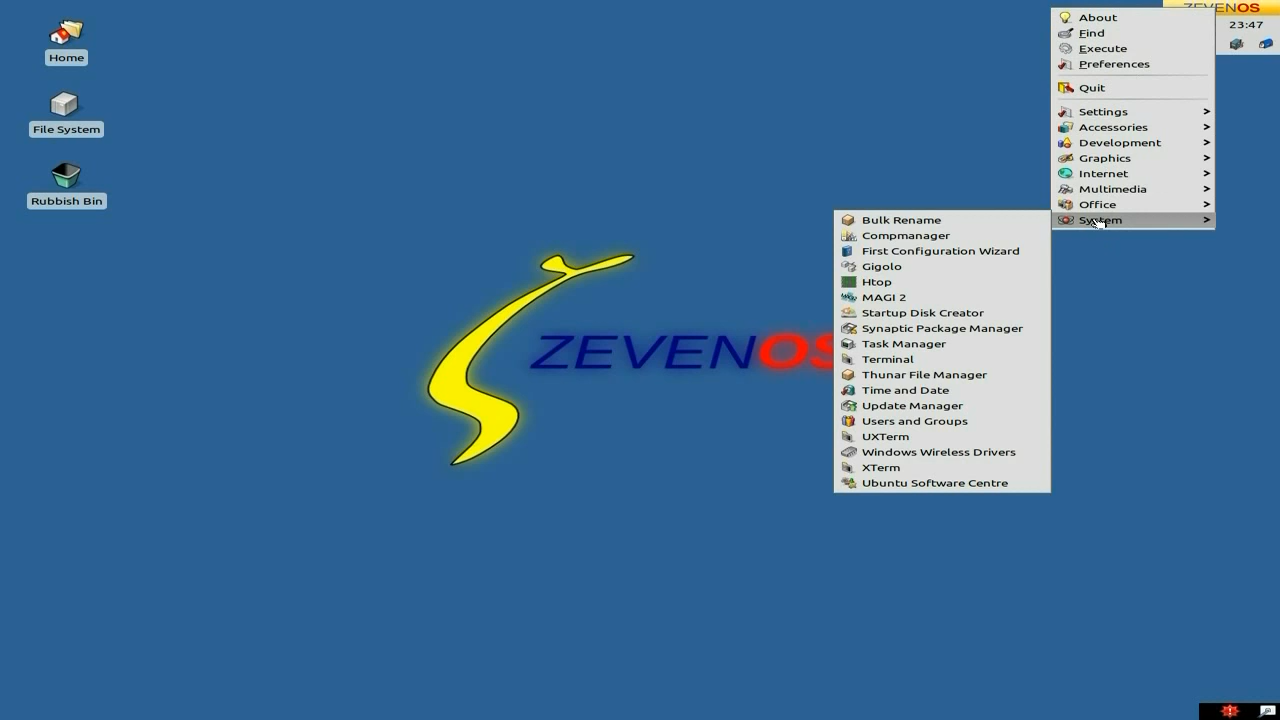 ZEVENOS
23:47
Home
File System
Rubbish Bin
About
Find
Execute
Preferences
Quit
Settings
Accessories
Development
Graphics
Internet
Multimedia
Office
System
Bulk Rename
Compmanager
First Configuration Wizard
Gigolo
Htop
MAGI 2
Startup Disk Creator
Synaptic Package Manager
Task Manager
Terminal
Thunar File Manager
Time and Date
Update Manager
Users and Groups
UXTerm
Windows Wireless Drivers
XTerm
Ubuntu Software Centre
ZEVENOS